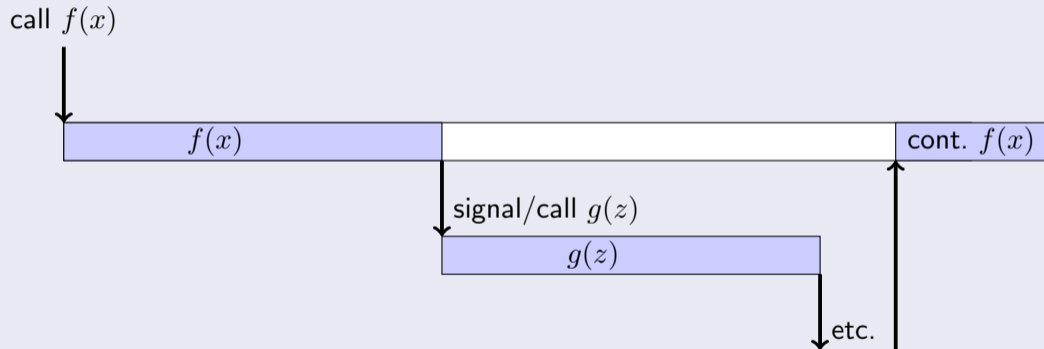 call f(x)
f(x)
cont. f(x)
signal/call g(z)
g(z)
etc.